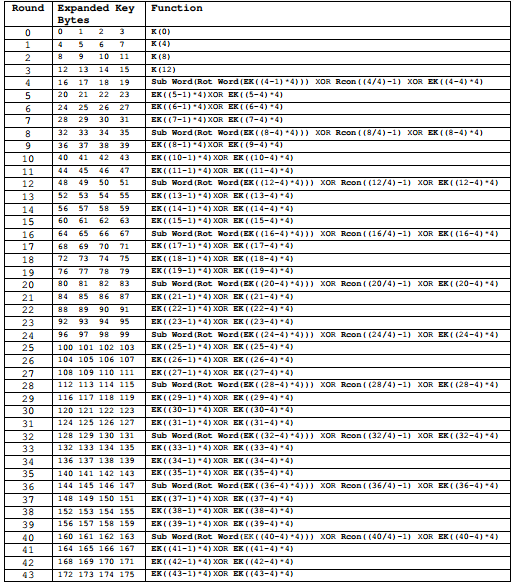 Round Expanded Key Bytes Function
0 0 1 2 3 K(0)
1 4 5 6 7 K(4)
2 8 9 10 11 K(8)
3 12 13 14 15 K(12)
4 16 17 18 19 Sub Word(Rot Word(EK((4-1)*4))) XOR Rcon((4/4)-1) XOR EK((4-4)*4)
5 20 21 22 23 EK((5-1)*4)XOR EK((5-4)*4)
6 24 25 26 27 EK((6-1)*4)XOR EK((6-4)*4)
7 28 29 30 31 EK((7-1)*4)XOR EK((7-4)*4)
8 32 33 34 35 Sub Word(Rot Word(EK((8-4)*4))) XOR Rcon((8/4)-1) XOR EK((8-4)*4)
9 36 37 38 39 EK((8-1)*4)XOR EK((9-4)*4)
10 40 41 42 43 EK((10-1)*4)XOR EK((10-4)*4)
11 44 45 46 47 EK((11-1)*4)XOR EK((11-4)*4)
12 48 49 50 51 Sub Word(Rot Word(EK((12-4)*4))) XOR Rcon((12/4)-1) XOR EK((12-4)*4)
13 52 53 54 55 EK((13-1)*4)XOR EK((13-4)*4)
14 56 57 58 59 EK((14-1)*4)XOR EK((14-4)*4)
15 60 61 62 63 EK((15-1)*4)XOR EK((15-4)*4)
16 64 65 66 67 Sub Word(Rot Word(EK((16-4)*4))) XOR Rcon((16/4)-1) XOR EK((16-4)*4)
17 68 69 70 71 EK((17-1)*4)XOR EK((17-4)*4)
18 72 73 74 75 EK((18-1)*4)XOR EK((18-4)*4)
19 76 77 78 79 EK((19-1)*4)XOR EK((19-4)*4)
20 80 81 82 83 Sub Word(Rot Word(EK((20-4)*4))) XOR Rcon((20/4)-1) XOR EK((20-4)*4)
21 84 85 86 87 EK((21-1)*4)XOR EK((21-4)*4)
22 88 89 90 91 EK((22-1)*4)XOR EK((22-4)*4)
23 92 93 94 95 EK((23-1)*4)XOR EK((23-4)*4)
24 96 97 98 99 Sub Word(Rot Word(EK((24-4)*4))) XOR Rcon((24/4)-1) XOR EK((24-4)*4)
25 100 101 102 103 EK((25-1)*4)XOR EK((25-4)*4)
26 104 105 106 107 EK((26-1)*4)XOR EK((26-4)*4)
27 108 109 110 111 EK((27-1)*4)XOR EK((27-4)*4)
28 112 113 114 115 Sub Word(Rot Word(EK((28-4)*4))) XOR Rcon((28/4)-1) XOR EK((28-4)*4)
29 116 117 118 119 EK((29-1)*4)XOR EK((29-4)*4)
30 120 121 122 123 EK((30-1)*4)XOR EK((30-4)*4)
31 124 125 126 127 EK((31-1)*4)XOR EK((31-4)*4)
32 128 129 130 131 Sub Word(Rot Word(EK((32-4)*4))) XOR Rcon((32/4)-1) XOR EK((32-4)*4)
33 132 133 134 135 EK((33-1)*4)XOR EK((33-4)*4)
34 136 137 138 139 EK((34-1)*4)XOR EK((34-4)*4)
35 140 141 142 143 EK((35-1)*4)XOR EK((35-4)*4)
36 144 145 146 147 Sub Word(Rot Word(EK((36-4)*4))) XOR Rcon((36/4)-1) XOR EK((36-4)*4)
37 148 149 150 151 EK((37-1)*4)XOR EK((37-4)*4)
38 152 153 154 155 EK((38-1)*4)XOR EK((38-4)*4)
39 156 157 158 159 EK((39-1)*4)XOR EK((39-4)*4)
40 160 161 162 163 Sub Word(Rot Word(EK((40-4)*4))) XOR Rcon((40/4)-1) XOR EK((40-4)*4)
41 164 165 166 167 EK((41-1)*4)XOR EK((41-4)*4)
42 168 169 170 171 EK((42-1)*4)XOR EK((42-4)*4)
43 172 173 174 175 EK((43-1)*4)XOR EK((43-4)*4)